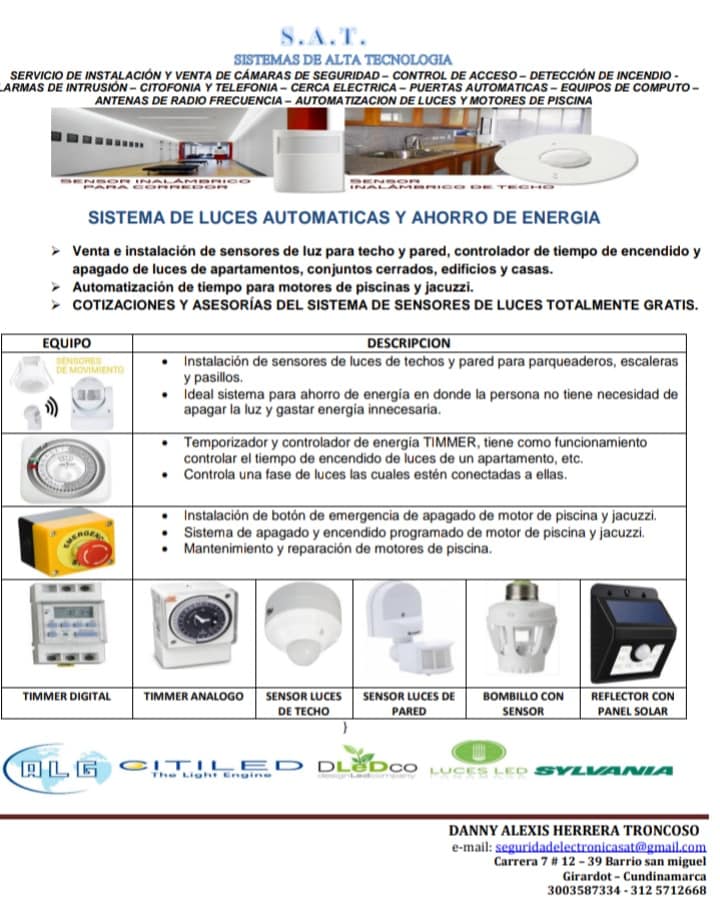 S.A.T.
SISTEMAS DE ALTA TECNOLOGIA
SERVICIO DE INSTALACIÓN Y VENTA DE CÁMARAS DE SEGURIDAD – CONTROL DE ACCESO – DETECCIÓN DE INCENDIO -
LARMAS DE INTRUSIÓN – CITOFONIA Y TELEFONIA – CERCA ELECTRICA – PUERTAS AUTOMATICAS – EQUIPOS DE COMPUTO –
ANTENAS DE RADIO FRECUENCIA – AUTOMATIZACION DE LUCES Y MOTORES DE PISCINA
SENSOR INALÁMBRICO
PARA CORREDOR
SENSOR
INALÁMBRICO DE TECHO
SISTEMA DE LUCES AUTOMATICAS Y AHORRO DE ENERGIA
➢ Venta e instalación de sensores de luz para techo y pared, controlador de tiempo de encendido y
apagado de luces de apartamentos, conjuntos cerrados, edificios y casas.
➢ Automatización de tiempo para motores de piscinas y jacuzzi.
➢ COTIZACIONES Y ASESORÍAS DEL SISTEMA DE SENSORES DE LUCES TOTALMENTE GRATIS.
EQUIPO DESCRIPCION
SENSORES
DE MOVIMIENTO
• Instalación de sensores de luces de techos y pared para parqueaderos, escaleras
y pasillos.
• Ideal sistema para ahorro de energía en donde la persona no tiene necesidad de
apagar la luz y gastar energía innecesaria.
• Temporizador y controlador de energía TIMMER, tiene como funcionamiento
controlar el tiempo de encendido de luces de un apartamento, etc.
• Controla una fase de luces las cuales estén conectadas a ellas.
• Instalación de botón de emergencia de apagado de motor de piscina y jacuzzi.
• Sistema de apagado y encendido programado de motor de piscina y jacuzzi.
• Mantenimiento y reparación de motores de piscina.
TIMMER DIGITAL
TIMMER ANALOGO
SENSOR LUCES
DE TECHO
SENSOR LUCES DE
PARED
BOMBILLO CON
SENSOR
REFLECTOR CON
PANEL SOLAR
}
ALG
CITILED
The Light Engine
DLeDco
designLedcompany
LUCES LED
SYLVANIA
DANNY ALEXIS HERRERA TRONCOSO
e-mail: seguridadelectronicasat@gmail.com
Carrera 7 # 12 – 39 Barrio san miguel
Girardot – Cundinamarca
3003587334 - 312 5712668